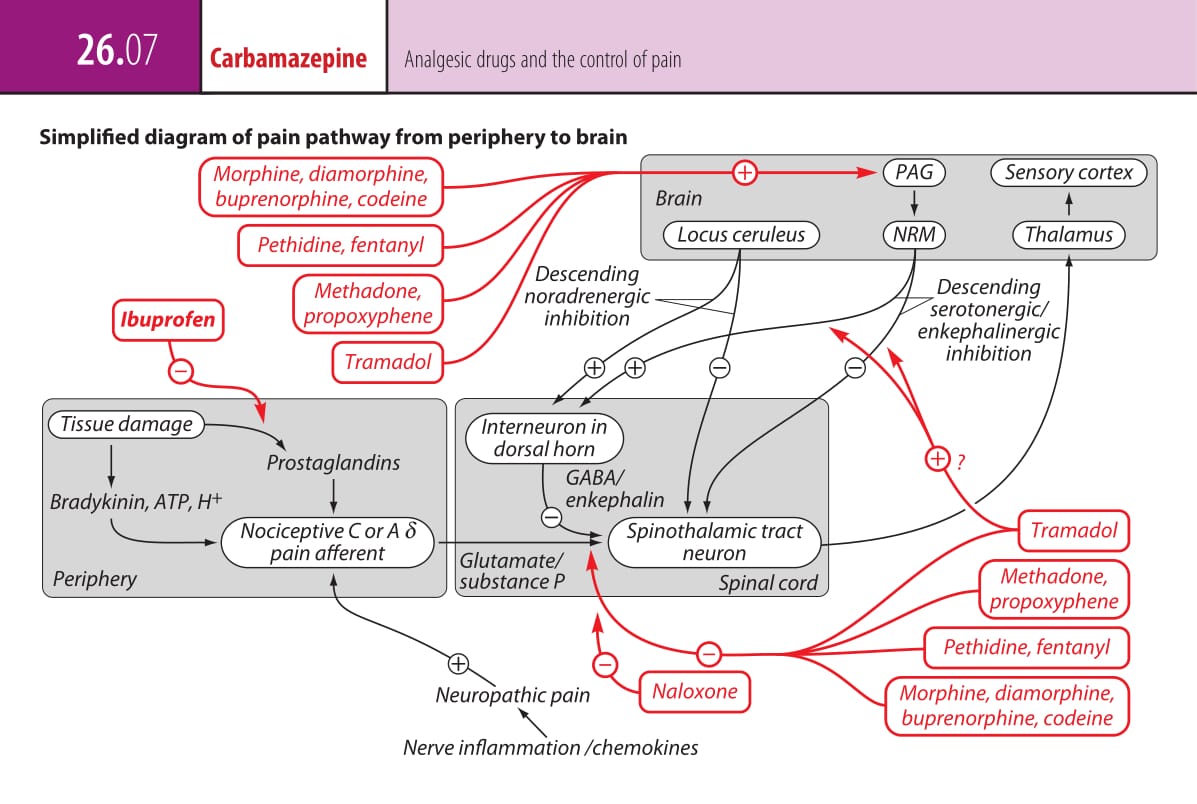 26.07
Carbamazepine
Analgesic drugs and the control of pain
Simplified diagram of pain pathway from periphery to brain
Morphine, diamorphine,
buprenorphine, codeine
Pethidine, fentanyl
Methadone,
propoxyphene
Tramadol
Ibuprofen
−
+
Brain
PAG
Sensory cortex
Locus ceruleus
NRM
Thalamus
Descending
noradrenergic
inhibition
Descending
serotonergic/
enkephalinergic
inhibition
+
+
−
−
Tissue damage
Prostaglandins
Bradykinin, ATP, H+
Nociceptive C or A δ
pain afferent
Periphery
Interneuron in
dorsal horn
GABA/
enkephalin
−
Spinothalamic tract
neuron
Glutamate/
substance P
Spinal cord
+ ?
Tramadol
Methadone,
propoxyphene
Pethidine, fentanyl
Morphine, diamorphine,
buprenorphine, codeine
−
−
Naloxone
+
Neuropathic pain
Nerve inflammation /chemokines